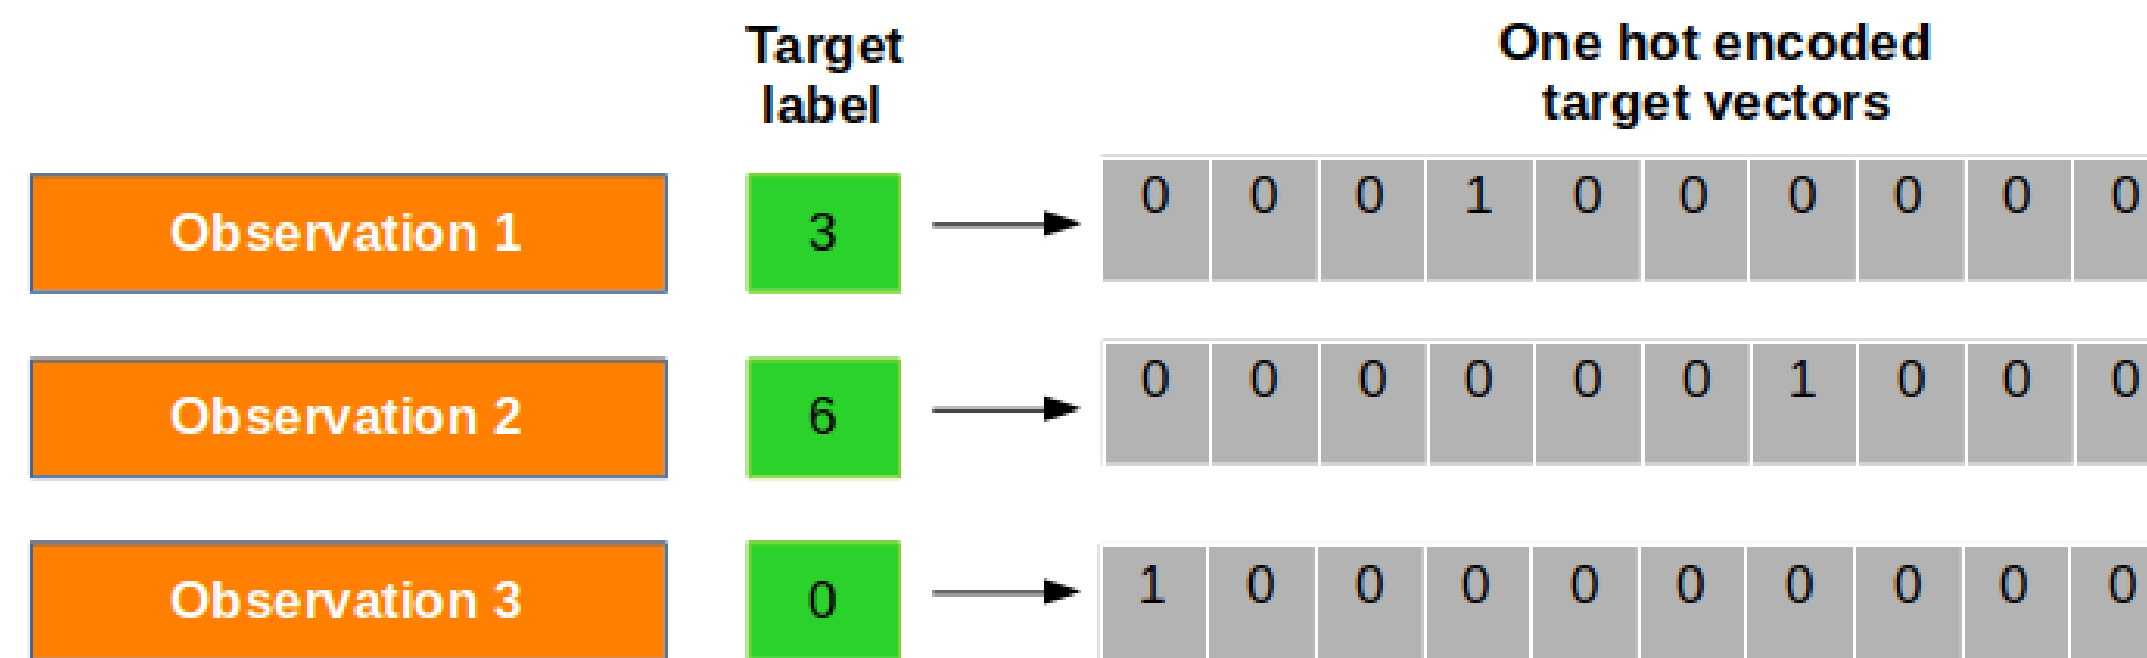 Target
label
One hot encoded
target vectors
Observation 1 3 0 0 0 1 0 0 0 0 0 0
Observation 2 6 0 0 0 0 0 0 1 0 0 0
Observation 3 0 1 0 0 0 0 0 0 0 0 0